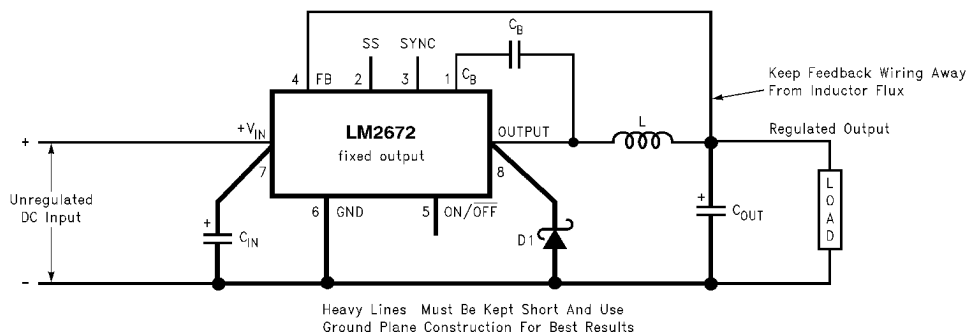 C_B
SS SYNC
4 FB 2 3 1 C_B
Keep Feedback Wiring Away
From Inductor Flux
+V_IN LM2672 OUTPUT L Regulated Output
+ fixed output
7 8
Unregulated
DC Input
6 GND 5 ON/OFF
+ C_IN
D1
+ C_OUT
LOAD
-
Heavy Lines Must Be Kept Short And Use
Ground Plane Construction For Best Results